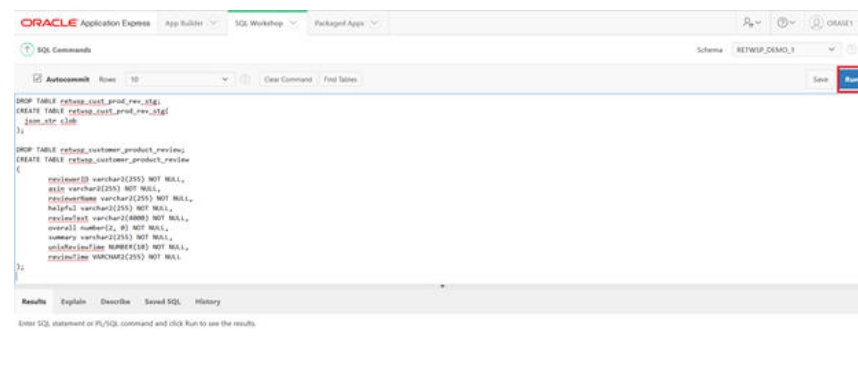 ORACLE Application Express App Builder SQL Workshop Packaged Apps ORASE1
SQL Commands Schema RETWSP_DEMO_1
Autocommit Rows 10 Clear Command Find Tables Save Run
DROP TABLE retwsp_cust_prod_rev_stg;
CREATE TABLE retwsp_cust_prod_rev_stg(
json_str clob
);
DROP TABLE retwsp_customer_product_review;
CREATE TABLE retwsp_customer_product_review
(
reviewerID varchar2(255) NOT NULL,
asin varchar2(255) NOT NULL,
reviewerName varchar2(255) NOT NULL,
helpful varchar2(255) NOT NULL,
reviewText varchar2(4000) NOT NULL,
overall number(2, 0) NOT NULL,
summary varchar2(255) NOT NULL,
unixReviewTime NUMBER(10) NOT NULL,
reviewTime VARCHAR2(255) NOT NULL
);
Results Explain Describe Saved SQL History
Enter SQL statement or PL/SQL command and click Run to see the results.